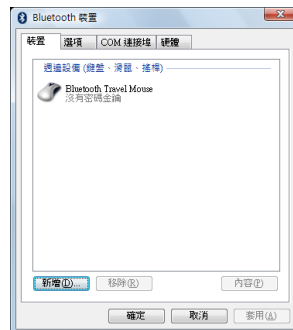 Bluetooth 裝置
裝置 選項 COM 連接埠 硬體
週邊設備 (鍵盤、滑鼠、搖桿)
Bluetooth Travel Mouse
沒有密碼金鑰
新增(D)... 移除(R) 內容(P)
確定 取消 套用(A)